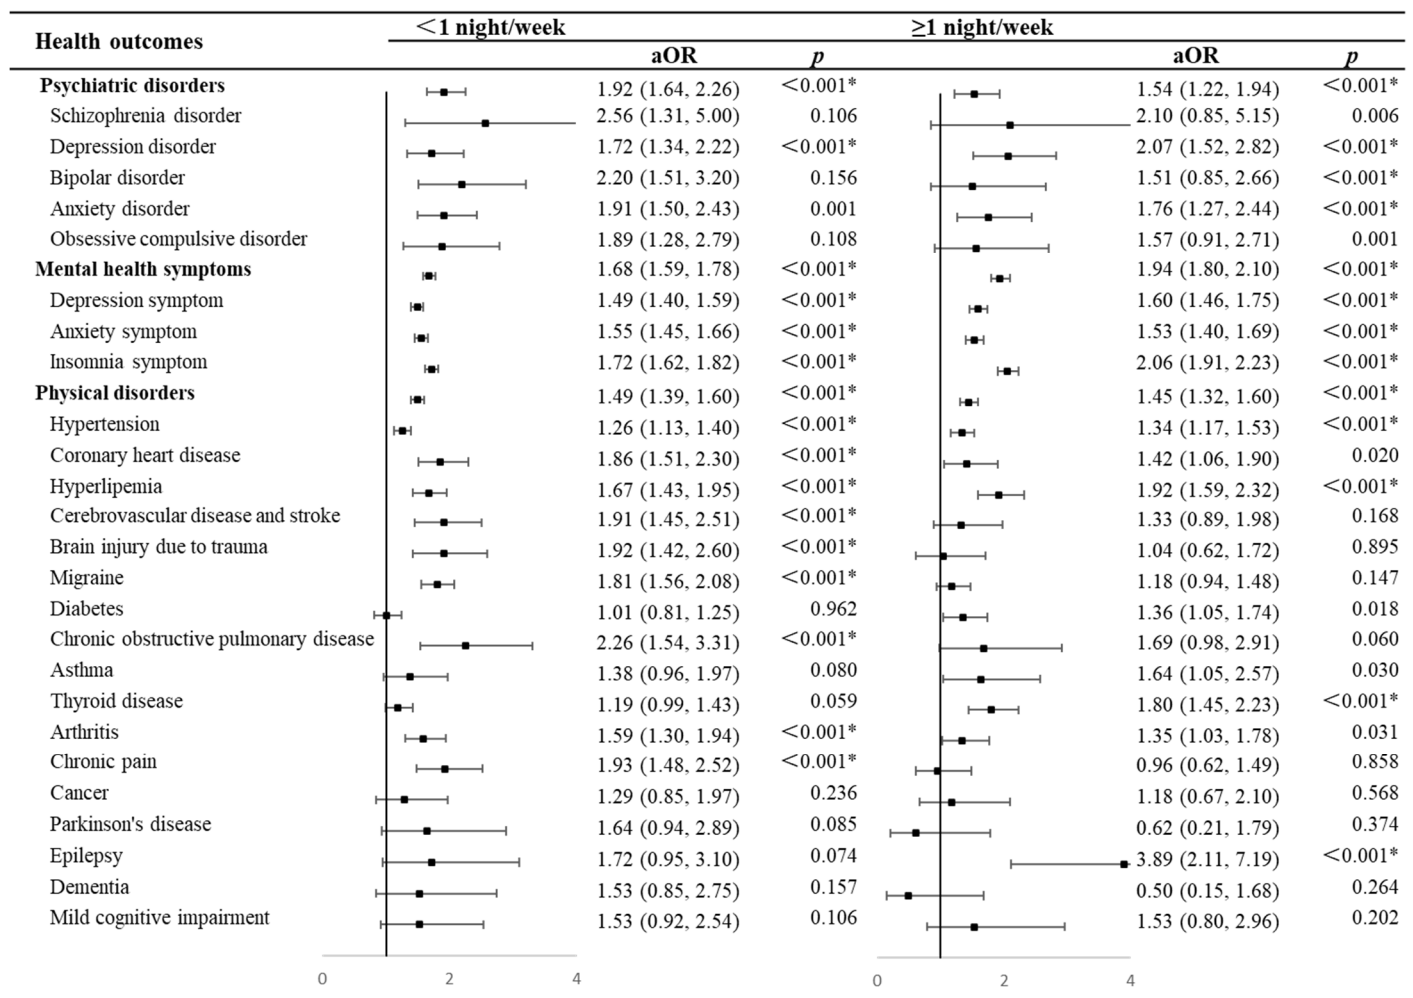 Health outcomes <1 night/week ≥1 night/week
aOR p aOR p
Psychiatric disorders 1.92 (1.64, 2.26) <0.001* 1.54 (1.22, 1.94) <0.001*
Schizophrenia disorder 2.56 (1.31, 5.00) 0.106 2.10 (0.85, 5.15) 0.006
Depression disorder 1.72 (1.34, 2.22) <0.001* 2.07 (1.52, 2.82) <0.001*
Bipolar disorder 2.20 (1.51, 3.20) 0.156 1.51 (0.85, 2.66) <0.001*
Anxiety disorder 1.91 (1.50, 2.43) 0.001 1.76 (1.27, 2.44) <0.001*
Obsessive compulsive disorder 1.89 (1.28, 2.79) 0.108 1.57 (0.91, 2.71) 0.001
Mental health symptoms 1.68 (1.59, 1.78) <0.001* 1.94 (1.80, 2.10) <0.001*
Depression symptom 1.49 (1.40, 1.59) <0.001* 1.60 (1.46, 1.75) <0.001*
Anxiety symptom 1.55 (1.45, 1.66) <0.001* 1.53 (1.40, 1.69) <0.001*
Insomnia symptom 1.72 (1.62, 1.82) <0.001* 2.06 (1.91, 2.23) <0.001*
Physical disorders 1.49 (1.39, 1.60) <0.001* 1.45 (1.32, 1.60) <0.001*
Hypertension 1.26 (1.13, 1.40) <0.001* 1.34 (1.17, 1.53) <0.001*
Coronary heart disease 1.86 (1.51, 2.30) <0.001* 1.42 (1.06, 1.90) 0.020
Hyperlipemia 1.67 (1.43, 1.95) <0.001* 1.92 (1.59, 2.32) <0.001*
Cerebrovascular disease and stroke 1.91 (1.45, 2.51) <0.001* 1.33 (0.89, 1.98) 0.168
Brain injury due to trauma 1.92 (1.42, 2.60) <0.001* 1.04 (0.62, 1.72) 0.895
Migraine 1.81 (1.56, 2.08) <0.001* 1.18 (0.94, 1.48) 0.147
Diabetes 1.01 (0.81, 1.25) 0.962 1.36 (1.05, 1.74) 0.018
Chronic obstructive pulmonary disease 2.26 (1.54, 3.31) <0.001* 1.69 (0.98, 2.91) 0.060
Asthma 1.38 (0.96, 1.97) 0.080 1.64 (1.05, 2.57) 0.030
Thyroid disease 1.19 (0.99, 1.43) 0.059 1.80 (1.45, 2.23) <0.001*
Arthritis 1.59 (1.30, 1.94) <0.001* 1.35 (1.03, 1.78) 0.031
Chronic pain 1.93 (1.48, 2.52) <0.001* 0.96 (0.62, 1.49) 0.858
Cancer 1.29 (0.85, 1.97) 0.236 1.18 (0.67, 2.10) 0.568
Parkinson's disease 1.64 (0.94, 2.89) 0.085 0.62 (0.21, 1.79) 0.374
Epilepsy 1.72 (0.95, 3.10) 0.074 3.89 (2.11, 7.19) <0.001*
Dementia 1.53 (0.85, 2.75) 0.157 0.50 (0.15, 1.68) 0.264
Mild cognitive impairment 1.53 (0.92, 2.54) 0.106 1.53 (0.80, 2.96) 0.202
0 2 4 0 2 4